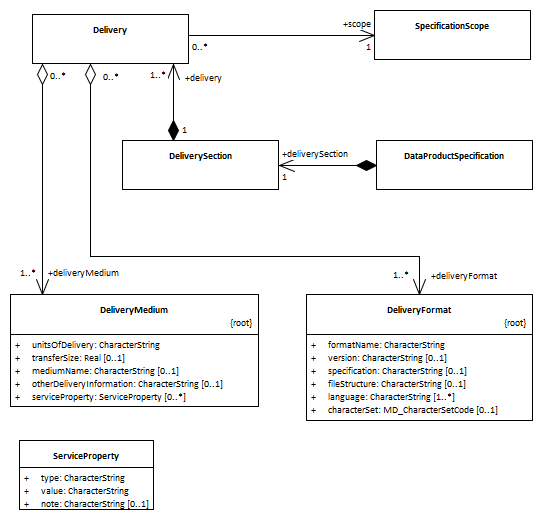 Delivery
SpecificationScope
+scope
0..*
1
0..*
0..*
1..*
+delivery
1
DeliverySection
+deliverySection
1
DataProductSpecification
1..*
+deliveryMedium
1..*
+deliveryFormat
DeliveryMedium
{root}
+ unitsOfDelivery: CharacterString
+ transferSize: Real [0..1]
+ mediumName: CharacterString [0..1]
+ otherDeliveryInformation: CharacterString [0..1]
+ serviceProperty: ServiceProperty [0..*]
DeliveryFormat
{root}
+ formatName: CharacterString
+ version: CharacterString [0..1]
+ specification: CharacterString [0..1]
+ fileStructure: CharacterString [0..1]
+ language: CharacterString [1..*]
+ characterSet: MD_CharacterSetCode [0..1]
ServiceProperty
+ type: CharacterString
+ value: CharacterString
+ note: CharacterString [0..1]